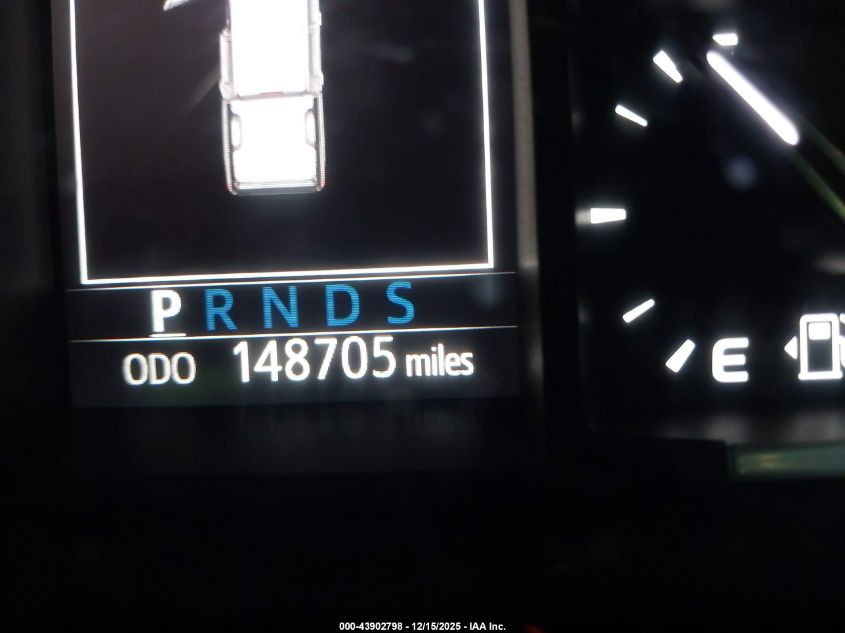 P R N D S
ODO 148705 miles
E
000-43902798 - 12/15/2025 - IAA Inc.